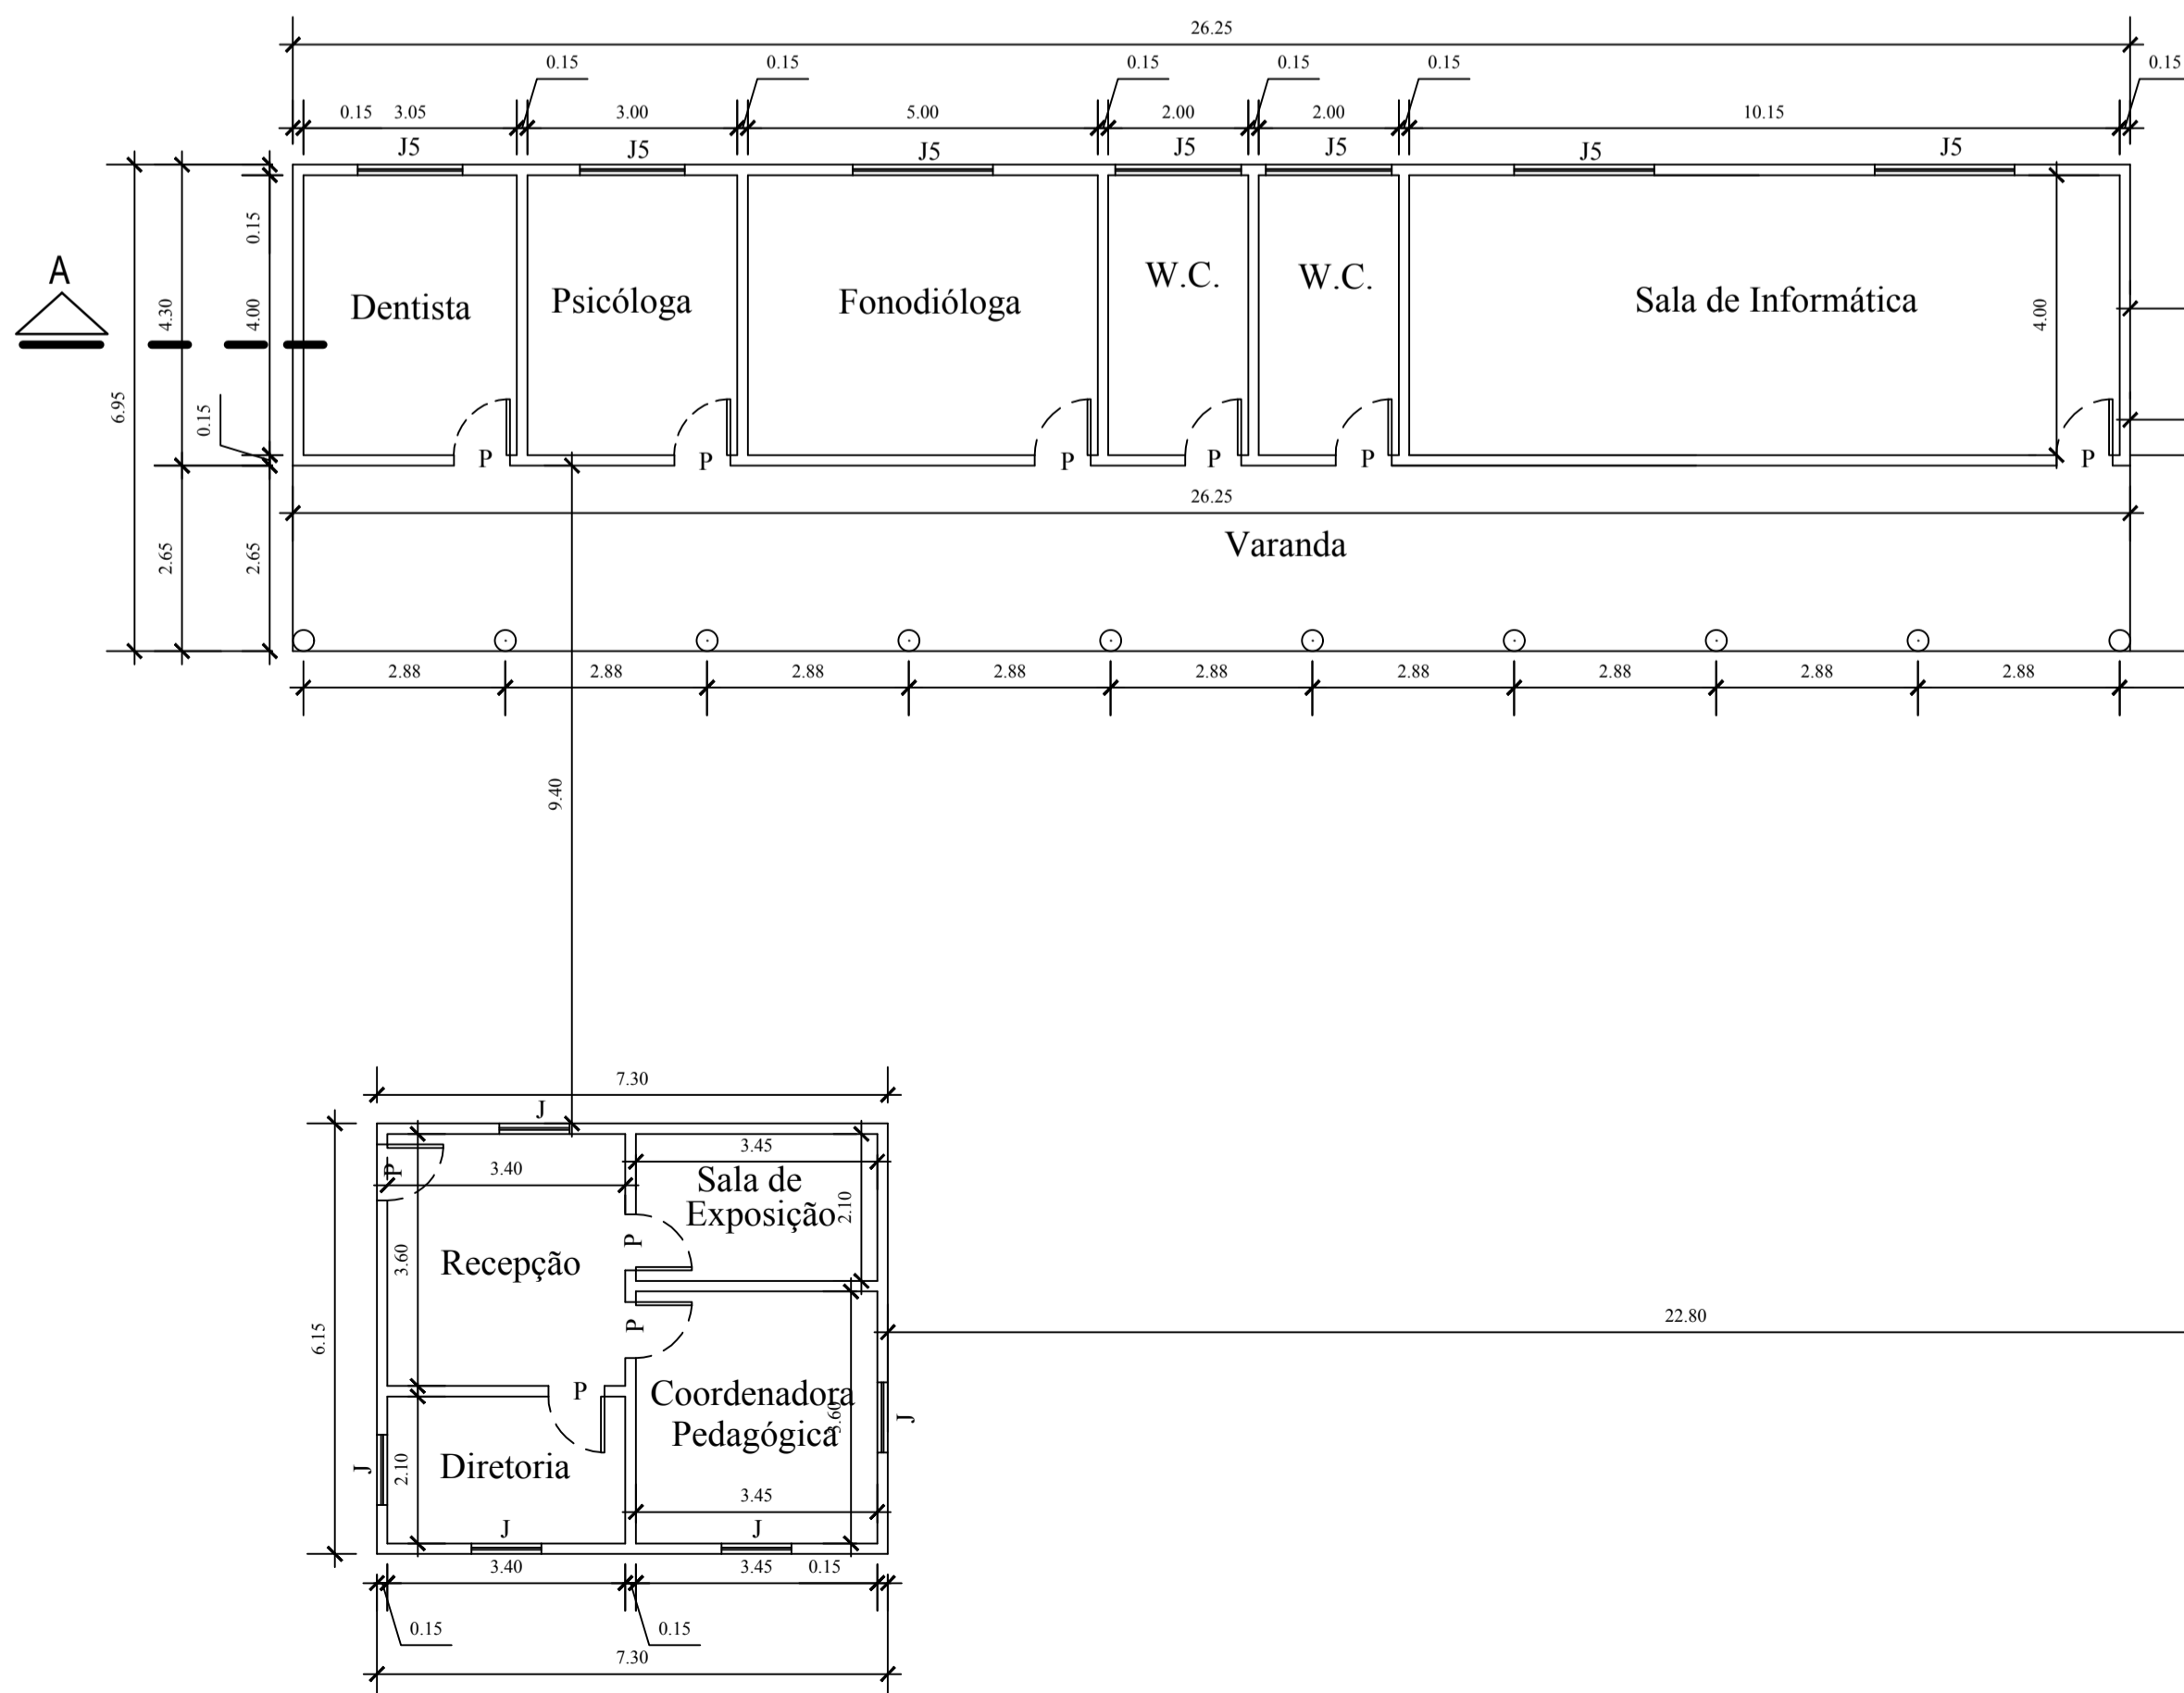 26.25
0.15 0.15 0.15 0.15 0.15 0.15
0.15 3.05 3.00 5.00 2.00 2.00 10.15
J5 J5 J5 J5 J5 J5 J5
0.15
A
4.30 4.00
Dentista Psicóloga Fonodióloga W.C. W.C. Sala de Informática
4.00
6.95
0.15
P P P P P P
26.25
Varanda
2.65 2.65
2.88 2.88 2.88 2.88 2.88 2.88 2.88 2.88 2.88
9.40
7.30
J
3.45
P 3.40
Sala de
Exposição
2.10
P
3.60
Recepção
6.15
P
22.80
P
Coordenadora
Pedagógica
3.60
J
Diretoria
2.10
J
3.45
J J
3.40 3.45 0.15
0.15 0.15
7.30